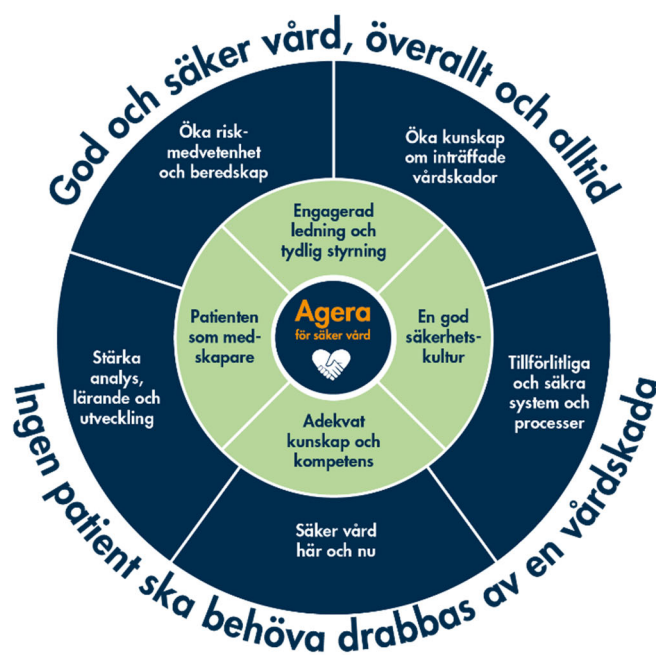 God och säker vård, överallt och alltid
Öka risk-
medvetenhet
och beredskap
Öka kunskap
om inträffade
vårdskador
Engagerad
ledning och
tydlig styrning
Patienten
som med-
skapare
Agera
för säker vård
En god
säkerhets-
kultur
Stärka
analys,
lärande och
utveckling
Tillförlitliga
och säkra
system och
processer
Adekvat
kunskap och
kompetens
Säker vård
här och nu
Ingen patient ska behöva drabbas av en vårdskada